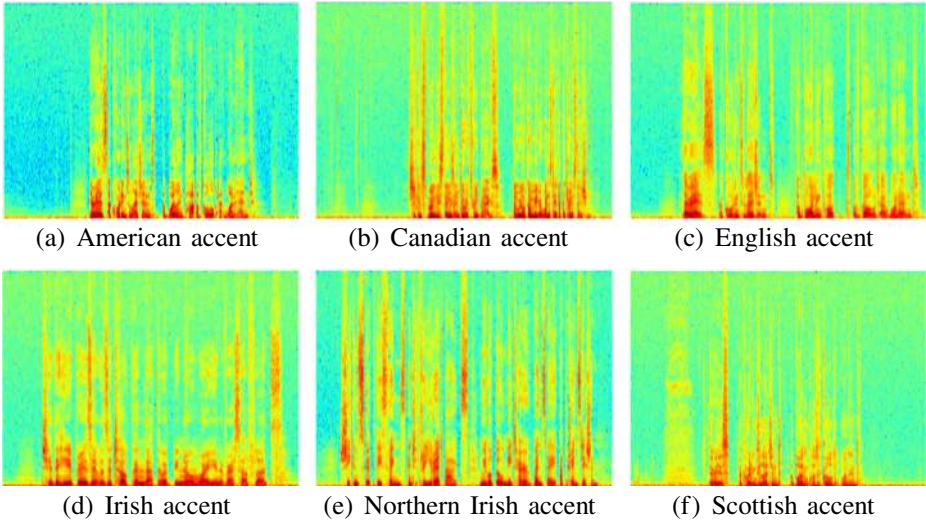 (a) American accent
(b) Canadian accent
(c) English accent
(d) Irish accent
(e) Northern Irish accent
(f) Scottish accent